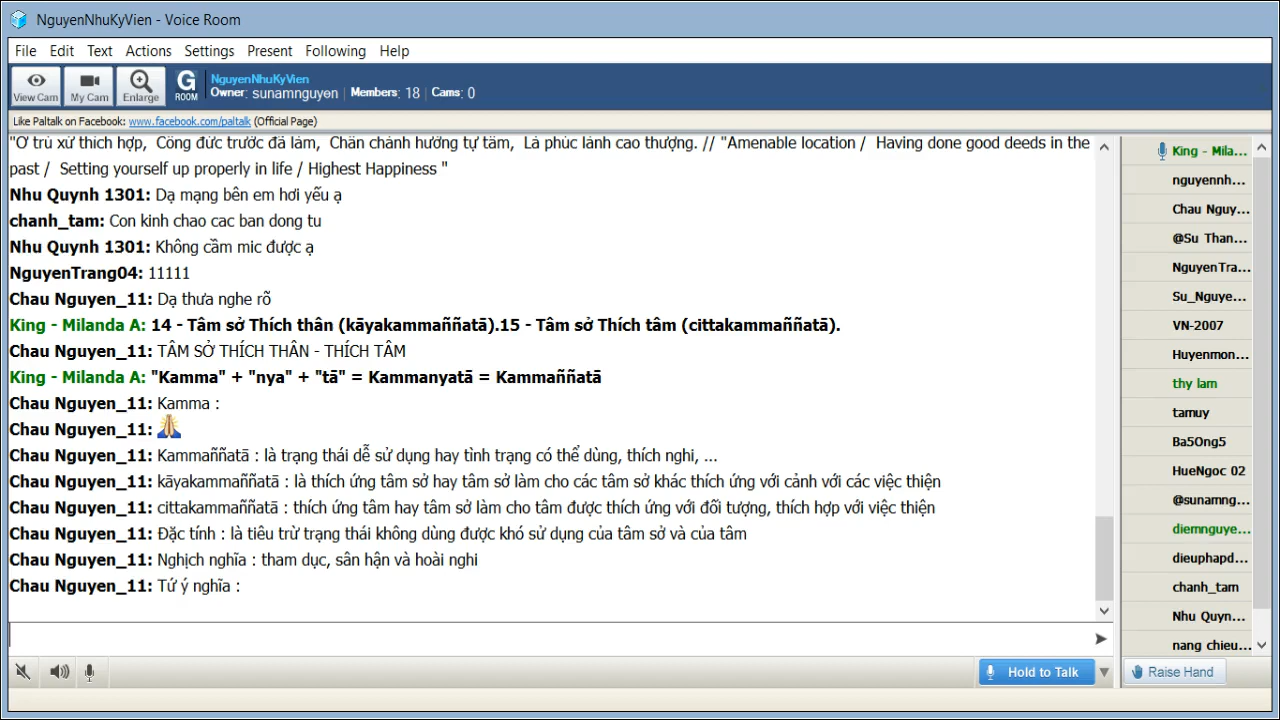 NguyenNhuKyVien - Voice Room
File Edit Text Actions Settings Present Following Help
View Cam My Cam Enlarge G ROOM
NguyenNhuKyVien
Owner: sunamnguyen | Members: 18 | Cams: 0
Like Paltalk on Facebook: www.facebook.com/paltalk (Official Page)
"Ở trú xứ thích hợp, Công đức trước đã làm, Chân chánh hướng tự tâm, Là phúc lành cao thượng. // "Amenable location / Having done good deeds in the
past / Setting yourself up properly in life / Highest Happiness "
Nhu Quynh 1301: Dạ mạng bên em hơi yếu ạ
chanh_tam: Con kinh chao cac ban dong tu
Nhu Quynh 1301: Không cầm mic được ạ
NguyenTrang04: 11111
Chau Nguyen_11: Dạ thưa nghe rõ
King - Milanda A: 14 - Tâm sở Thích thân (kāyakammaññatā).15 - Tâm sở Thích tâm (cittakammaññatā).
Chau Nguyen_11: TÂM SỞ THÍCH THÂN - THÍCH TÂM
King - Milanda A: "Kamma" + "nya" + "tā" = Kammanyatā = Kammaññatā
Chau Nguyen_11: Kamma :
Chau Nguyen_11:
Chau Nguyen_11: Kammaññatā : là trạng thái dễ sử dụng hay tình trạng có thể dùng, thích nghi, ...
Chau Nguyen_11: kāyakammaññatā : là thích ứng tâm sở hay tâm sở làm cho các tâm sở khác thích ứng với cảnh với các việc thiện
Chau Nguyen_11: cittakammaññatā : thích ứng tâm hay tâm sở làm cho tâm được thích ứng với đối tượng, thích hợp với việc thiện
Chau Nguyen_11: Đặc tính : là tiêu trừ trạng thái không dùng được khó sử dụng của tâm sở và của tâm
Chau Nguyen_11: Nghịch nghĩa : tham dục, sân hận và hoài nghi
Chau Nguyen_11: Tứ ý nghĩa :
King - Mila...
nguyennh...
Chau Nguy...
@Su Than...
NguyenTra...
Su_Nguye...
VN-2007
Huyenmon...
thy lam
tamuy
Ba5Ong5
HueNgoc 02
@sunamng...
diemnguye...
dieuphapd...
chanh_tam
Nhu Quyn...
nang chieu...
Hold to Talk
Raise Hand